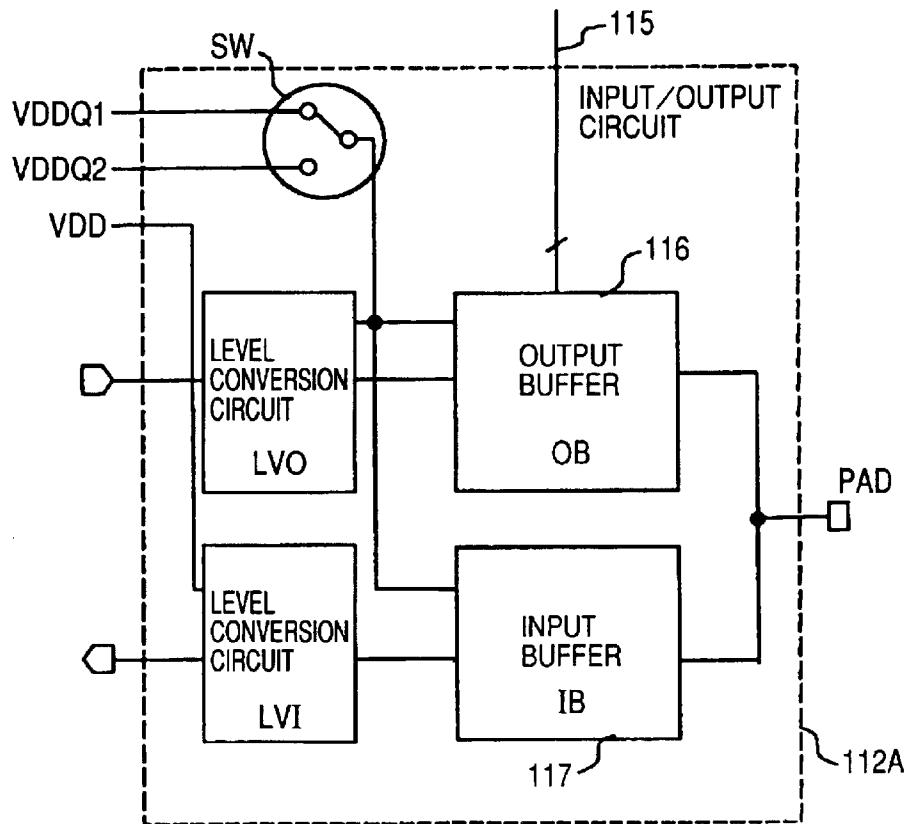 SW
115
VDDQ1
INPUT/OUTPUT
CIRCUIT
VDDQ2
VDD
116
LEVEL
CONVERSION
CIRCUIT
LVO
OUTPUT
BUFFER
OB
PAD
LEVEL
CONVERSION
CIRCUIT
LVI
INPUT
BUFFER
IB
117
112A